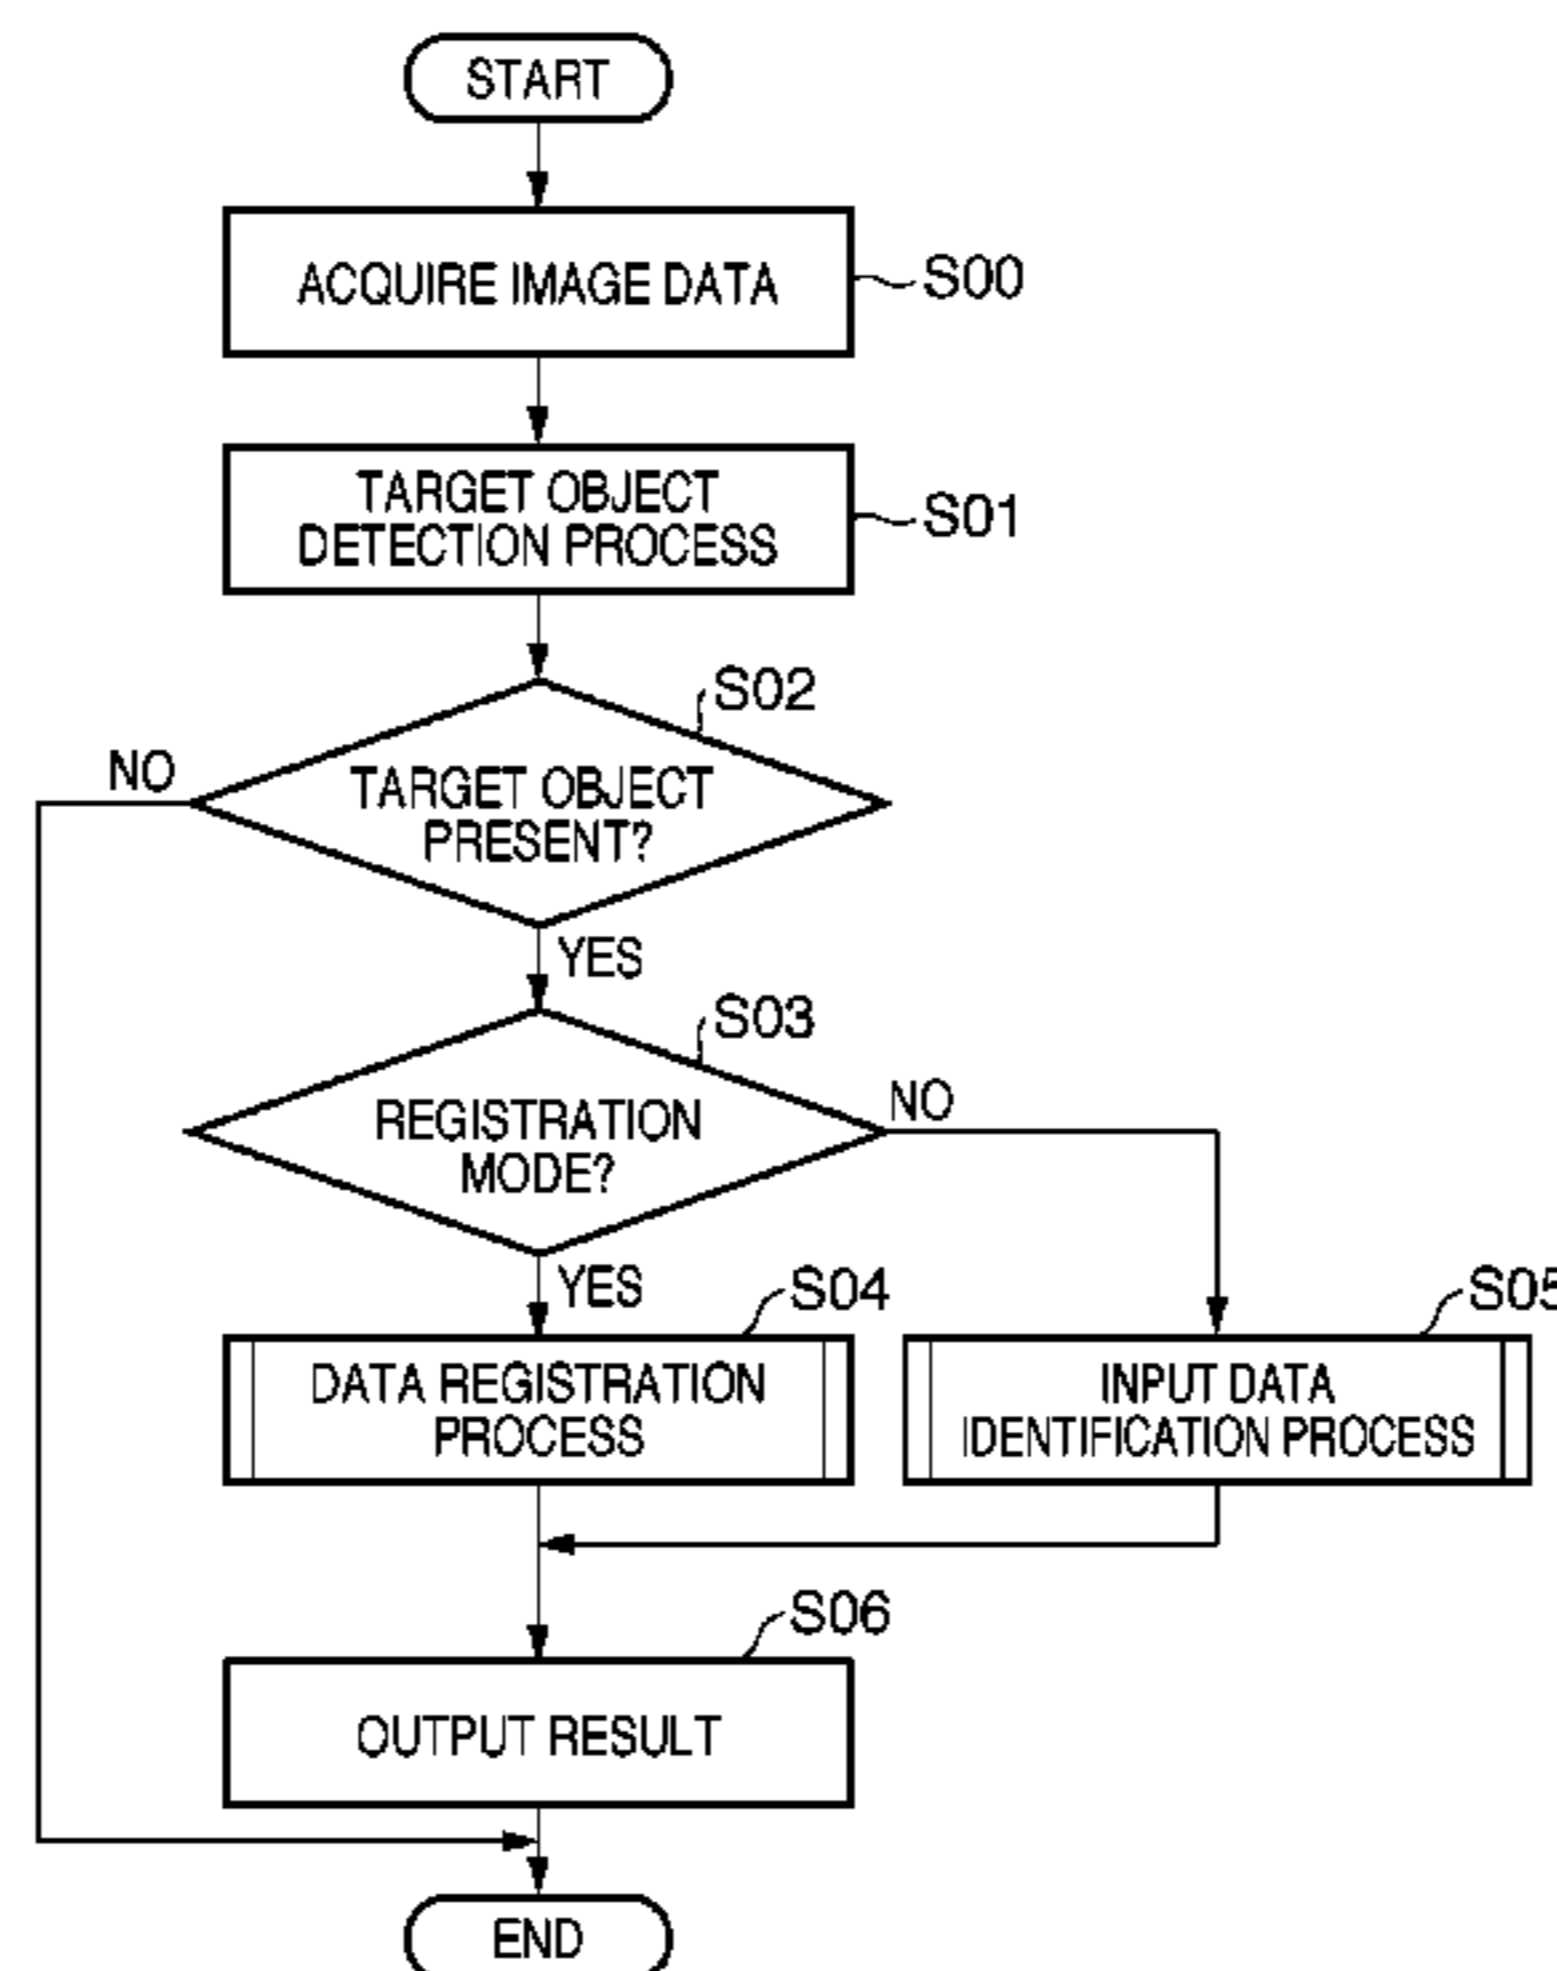 START
ACQUIRE IMAGE DATA
S00
TARGET OBJECT
DETECTION PROCESS
S01
S02
NO
TARGET OBJECT
PRESENT?
YES
S03
NO
REGISTRATION
MODE?
YES
S04
S05
DATA REGISTRATION
PROCESS
INPUT DATA
IDENTIFICATION PROCESS
S06
OUTPUT RESULT
END